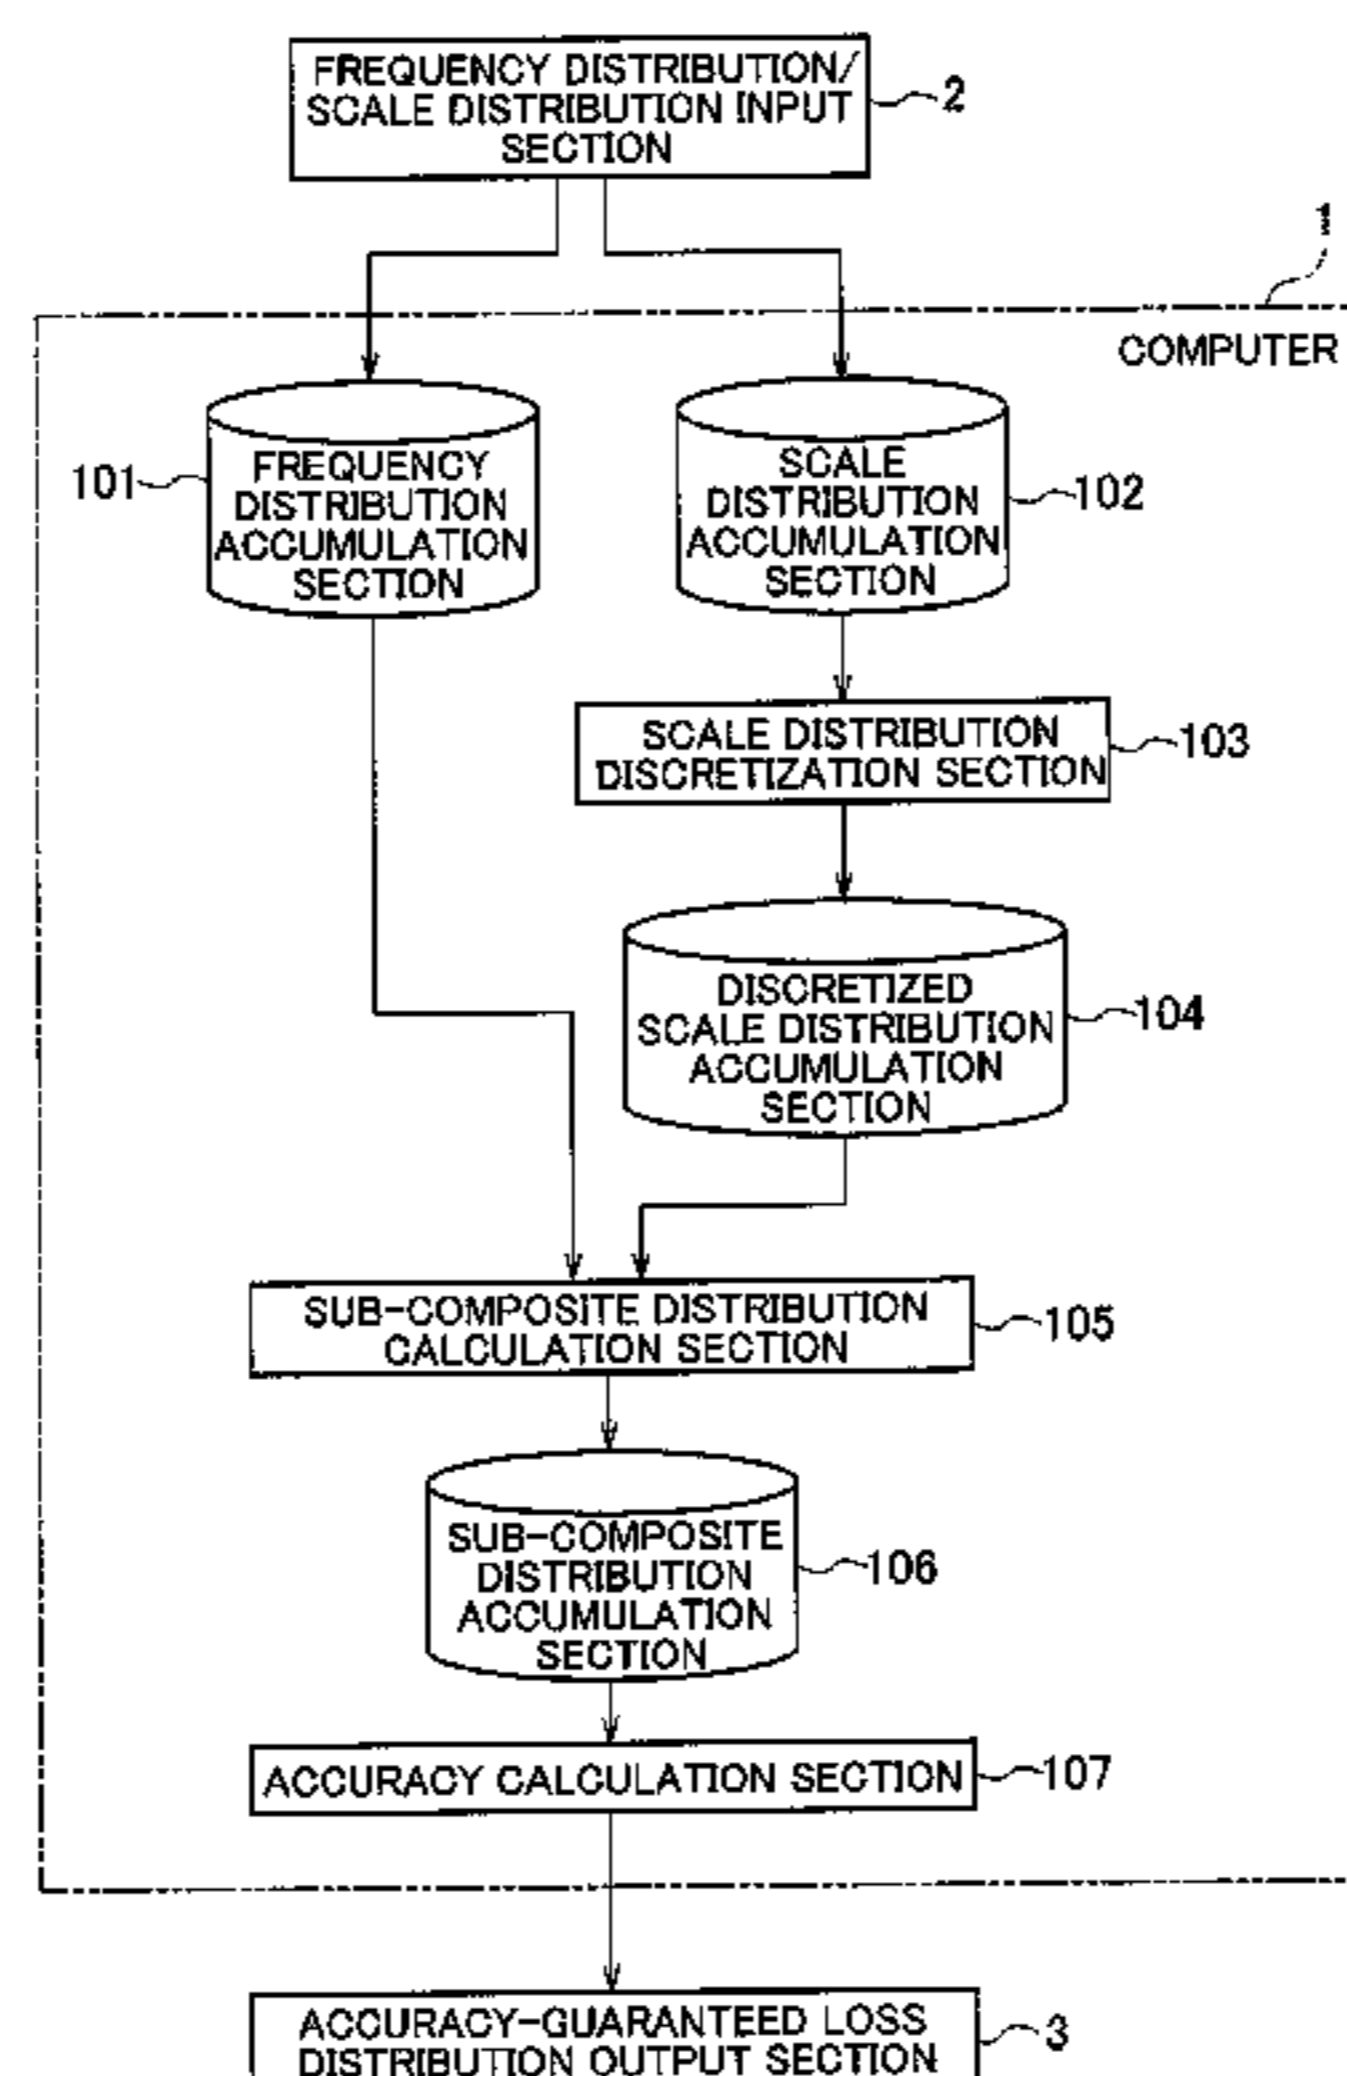 FREQUENCY DISTRIBUTION/
SCALE DISTRIBUTION INPUT
SECTION
2
1
COMPUTER
101
FREQUENCY
DISTRIBUTION
ACCUMULATION
SECTION
SCALE
DISTRIBUTION
ACCUMULATION
SECTION
102
SCALE DISTRIBUTION
DISCRETIZATION SECTION
103
DISCRETIZED
SCALE DISTRIBUTION
ACCUMULATION
SECTION
104
SUB-COMPOSITE DISTRIBUTION
CALCULATION SECTION
105
SUB-COMPOSITE
DISTRIBUTION
ACCUMULATION
SECTION
106
ACCURACY CALCULATION SECTION
107
ACCURACY-GUARANTEED LOSS
DISTRIBUTION OUTPUT SECTION
3